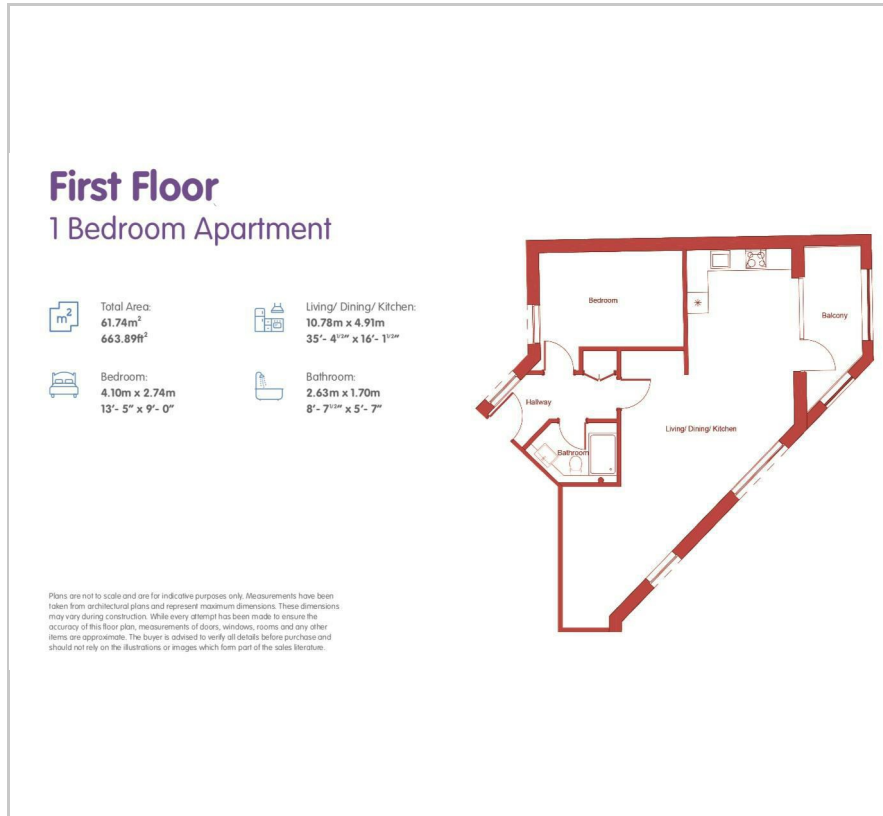 First Floor
1 Bedroom Apartment
m²
Total Area:
61.74m²
663.89ft²
Living/ Dining/ Kitchen:
10.78m x 4.91m
35’- 4¹/²” x 16’- 1¹/²”
Bedroom:
4.10m x 2.74m
13’- 5” x 9’- 0”
Bathroom:
2.63m x 1.70m
8’- 7¹/²” x 5’- 7”
Plans are not to scale and are for indicative purposes only. Measurements have been
taken from architectural plans and represent maximum dimensions. These dimensions
may vary during construction. While every attempt has been made to ensure the
accuracy of this floor plan, measurements of doors, windows, rooms and any other
items are approximate. The buyer is advised to verify all details before purchase and
should not rely on the illustrations or images which form part of the sales literature.
Bedroom
Balcony
Hallway
Living/ Dining/ Kitchen
Bathroom